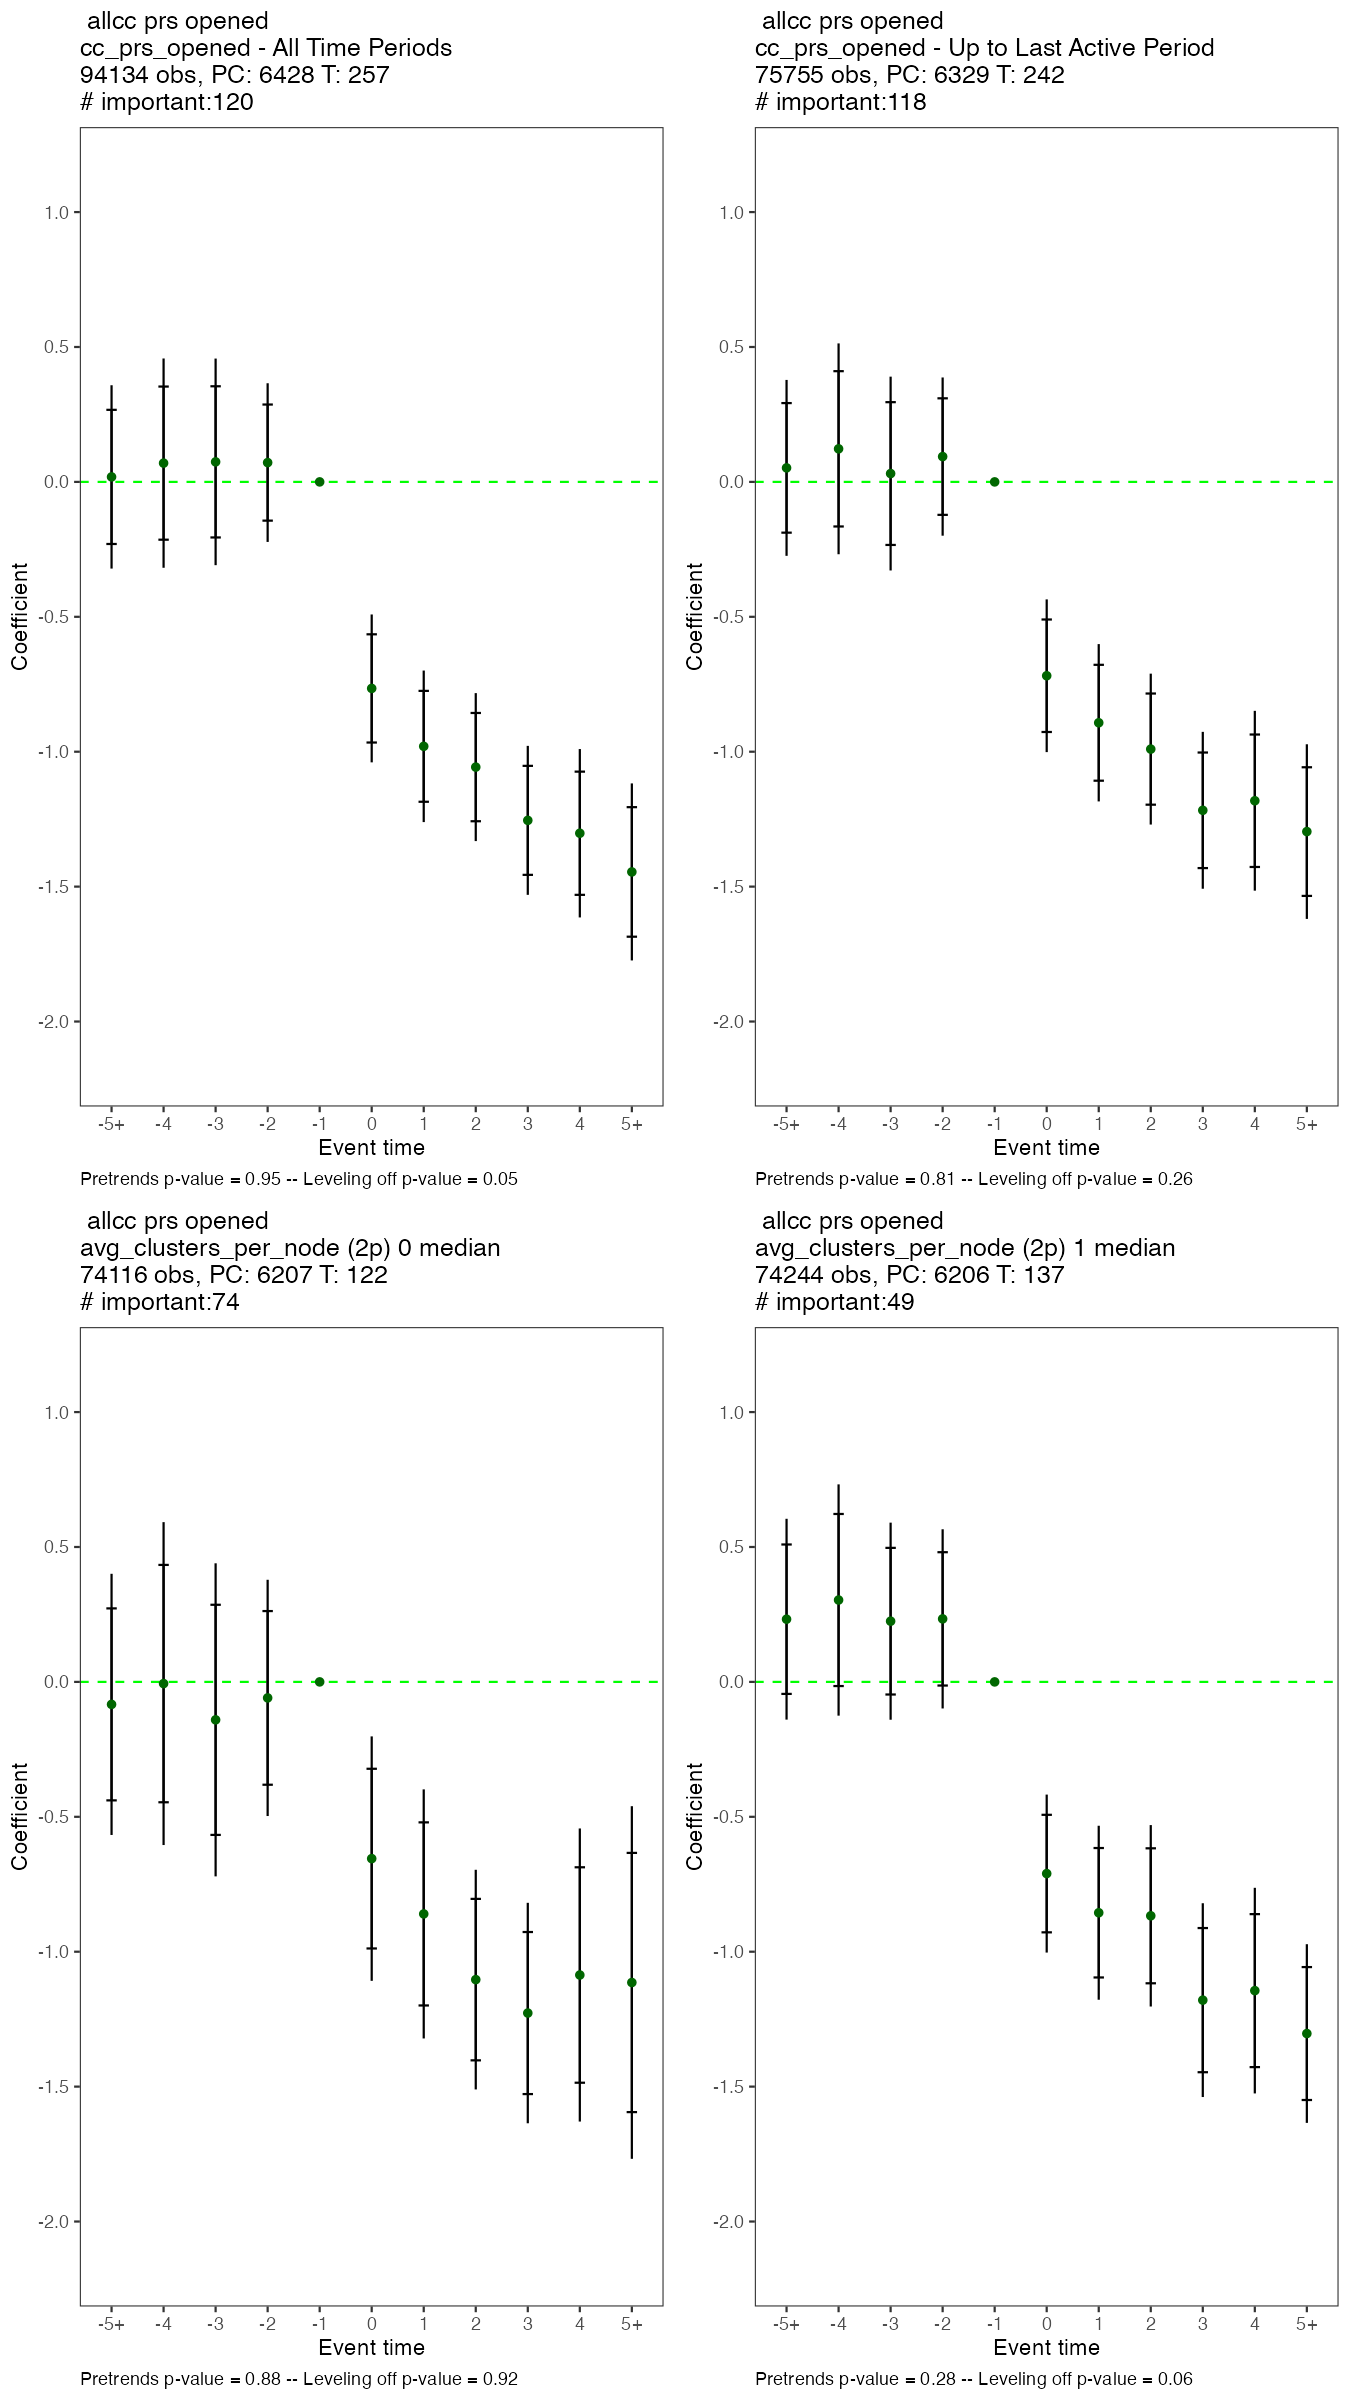 allcc prs opened
cc_prs_opened - All Time Periods
94134 obs, PC: 6428 T: 257
# important:120
1.0
0.5
0.0
-0.5
-1.0
-1.5
-2.0
Coefficient
-5+ -4 -3 -2 -1 0 1 2 3 4 5+
Event time
Pretrends p-value = 0.95 -- Leveling off p-value = 0.05
allcc prs opened
cc_prs_opened - Up to Last Active Period
75755 obs, PC: 6329 T: 242
# important:118
1.0
0.5
0.0
-0.5
-1.0
-1.5
-2.0
Coefficient
-5+ -4 -3 -2 -1 0 1 2 3 4 5+
Event time
Pretrends p-value = 0.81 -- Leveling off p-value = 0.26
allcc prs opened
avg_clusters_per_node (2p) 0 median
74116 obs, PC: 6207 T: 122
# important:74
1.0
0.5
0.0
-0.5
-1.0
-1.5
-2.0
Coefficient
-5+ -4 -3 -2 -1 0 1 2 3 4 5+
Event time
Pretrends p-value = 0.88 -- Leveling off p-value = 0.92
allcc prs opened
avg_clusters_per_node (2p) 1 median
74244 obs, PC: 6206 T: 137
# important:49
1.0
0.5
0.0
-0.5
-1.0
-1.5
-2.0
Coefficient
-5+ -4 -3 -2 -1 0 1 2 3 4 5+
Event time
Pretrends p-value = 0.28 -- Leveling off p-value = 0.06